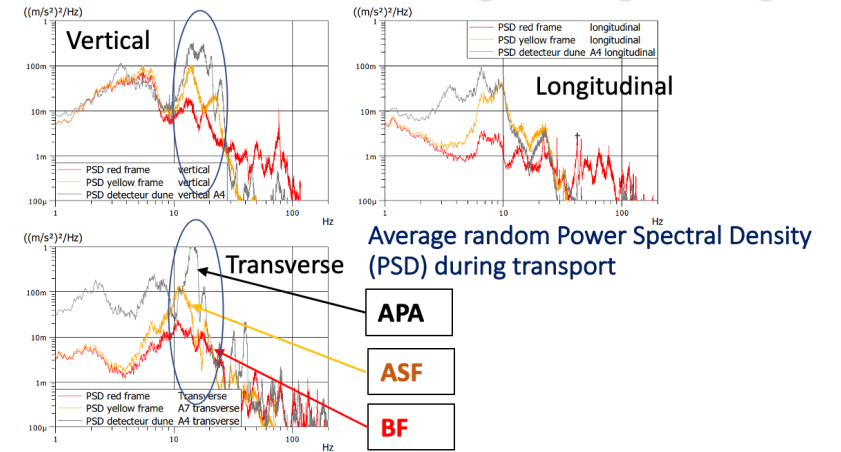 ((m/s²)²/Hz)
1
100m
10m
1m
100µ
1
10
100
Hz
Vertical
PSD red frame vertical
PSD yellow frame vertical
PSD detecteur dune vertical A4
((m/s²)²/Hz)
1
100m
10m
1m
100µ
1
10
100
Hz
PSD red frame longitudinal
PSD yellow frame longitudinal
PSD detecteur dune A4 longitudinal
Longitudinal
((m/s²)²/Hz)
1
100m
10m
1m
100µ
1
10
100
Hz
Transverse
PSD red frame Transverse
PSD yellow frame A7 transverse
PSD detecteur dune A4 transverse
Average random Power Spectral Density
(PSD) during transport
APA
ASF
BF